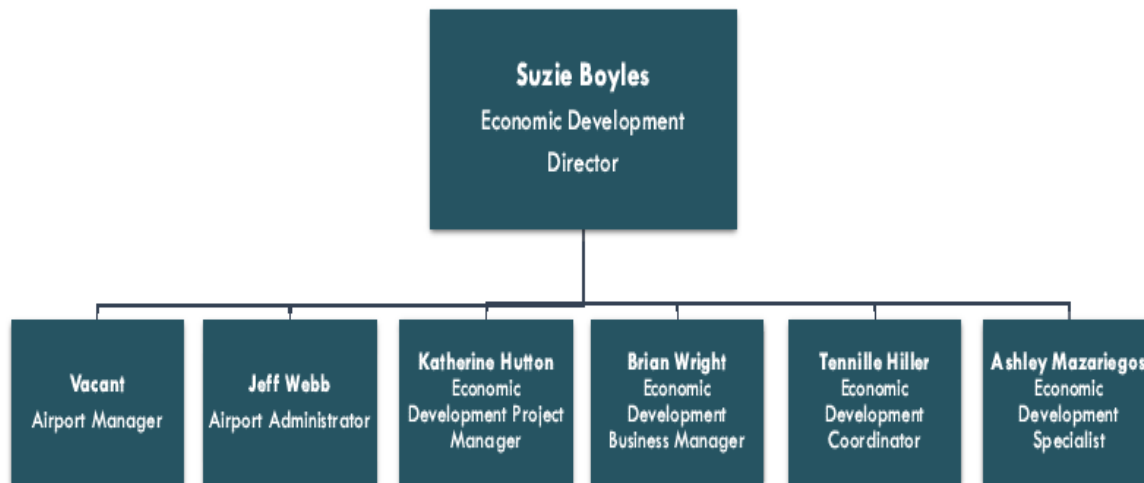 Suzie Boyles
Economic Development
Director
Vacant
Airport Manager
Jeff Webb
Airport Administrator
Katherine Hutton
Economic
Development Project
Manager
Brian Wright
Economic
Development
Business Manager
Tennille Hiller
Economic
Development
Coordinator
Ashley Mazariegos
Economic
Development
Specialist